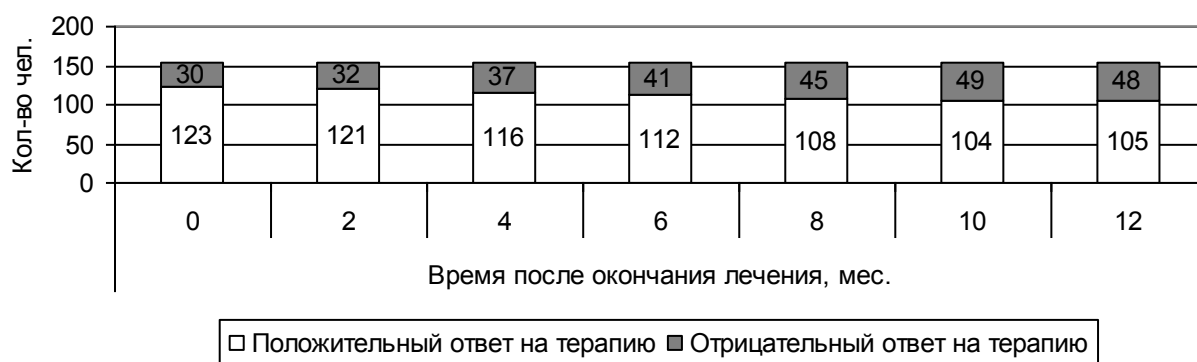 Кол-во чел.
200
150
100
50
0
30 32 37 41 45 49 48
123 121 116 112 108 104 105
0 2 4 6 8 10 12
Время после окончания лечения, мес.
Положительный ответ на терапию Отрицательный ответ на терапию